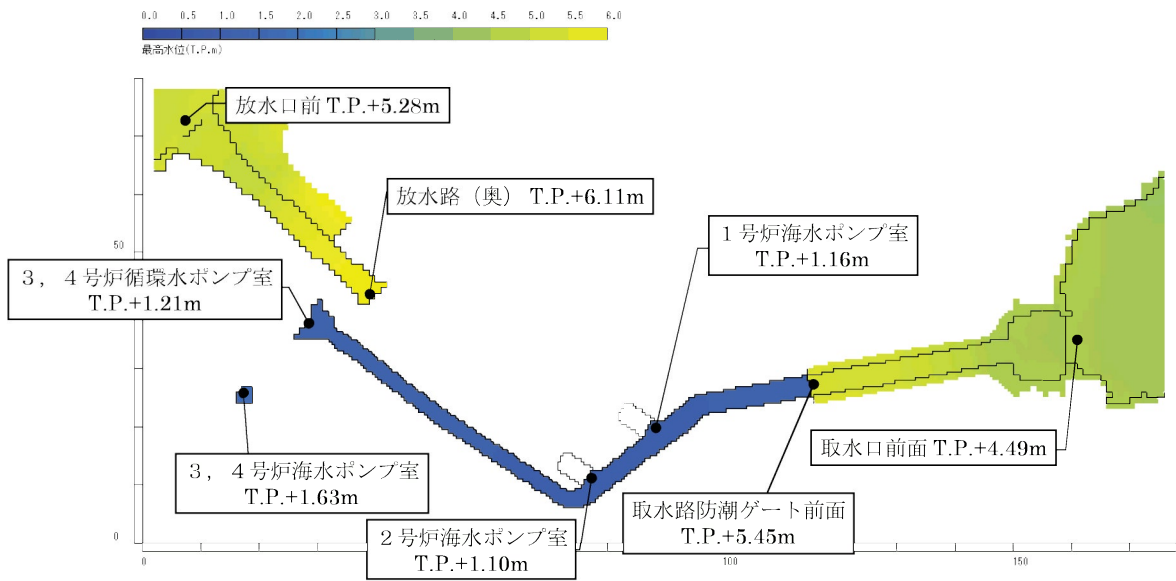 0.0 0.5 1.0 1.5 2.0 2.5 3.0 3.5 4.0 4.5 5.0 5.5 6.0
最高水位(T.P.m)
放水口前 T.P.+5.28m
放水路（奥） T.P.+6.11m
1号炉海水ポンプ室
T.P.+1.16m
50
3，4号炉循環水ポンプ室
T.P.+1.21m
取水口前面 T.P.+4.49m
3，4号炉海水ポンプ室
T.P.+1.63m
取水路防潮ゲート前面
T.P.+5.45m
2号炉海水ポンプ室
T.P.+1.10m
0
0 100 150